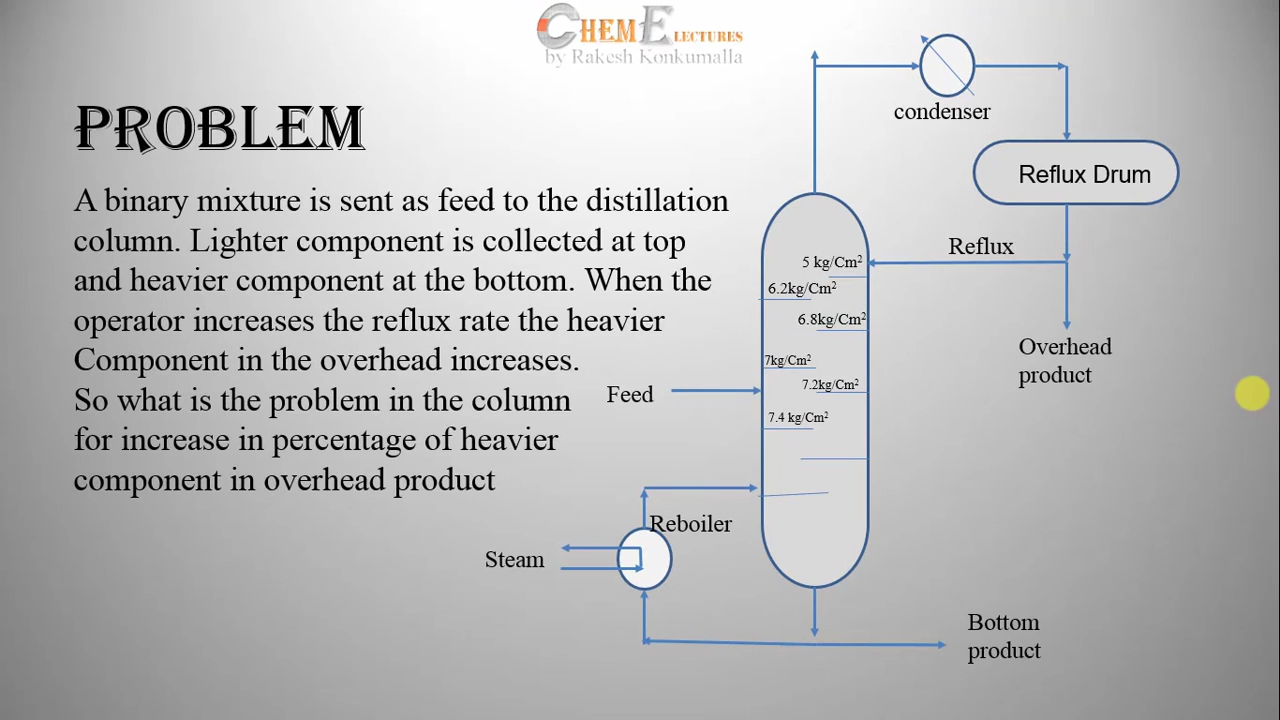 CHEM E LECTURES
by Rakesh Konkumalla
PROBLEM
A binary mixture is sent as feed to the distillation
column. Lighter component is collected at top
and heavier component at the bottom. When the
operator increases the reflux rate the heavier
Component in the overhead increases.
So what is the problem in the column
for increase in percentage of heavier
component in overhead product
condenser
Reflux Drum
Reflux
5 kg/Cm²
6.2kg/Cm²
6.8kg/Cm²
7kg/Cm²
7.2kg/Cm²
7.4 kg/Cm²
Overhead
product
Feed
Reboiler
Steam
Bottom
product